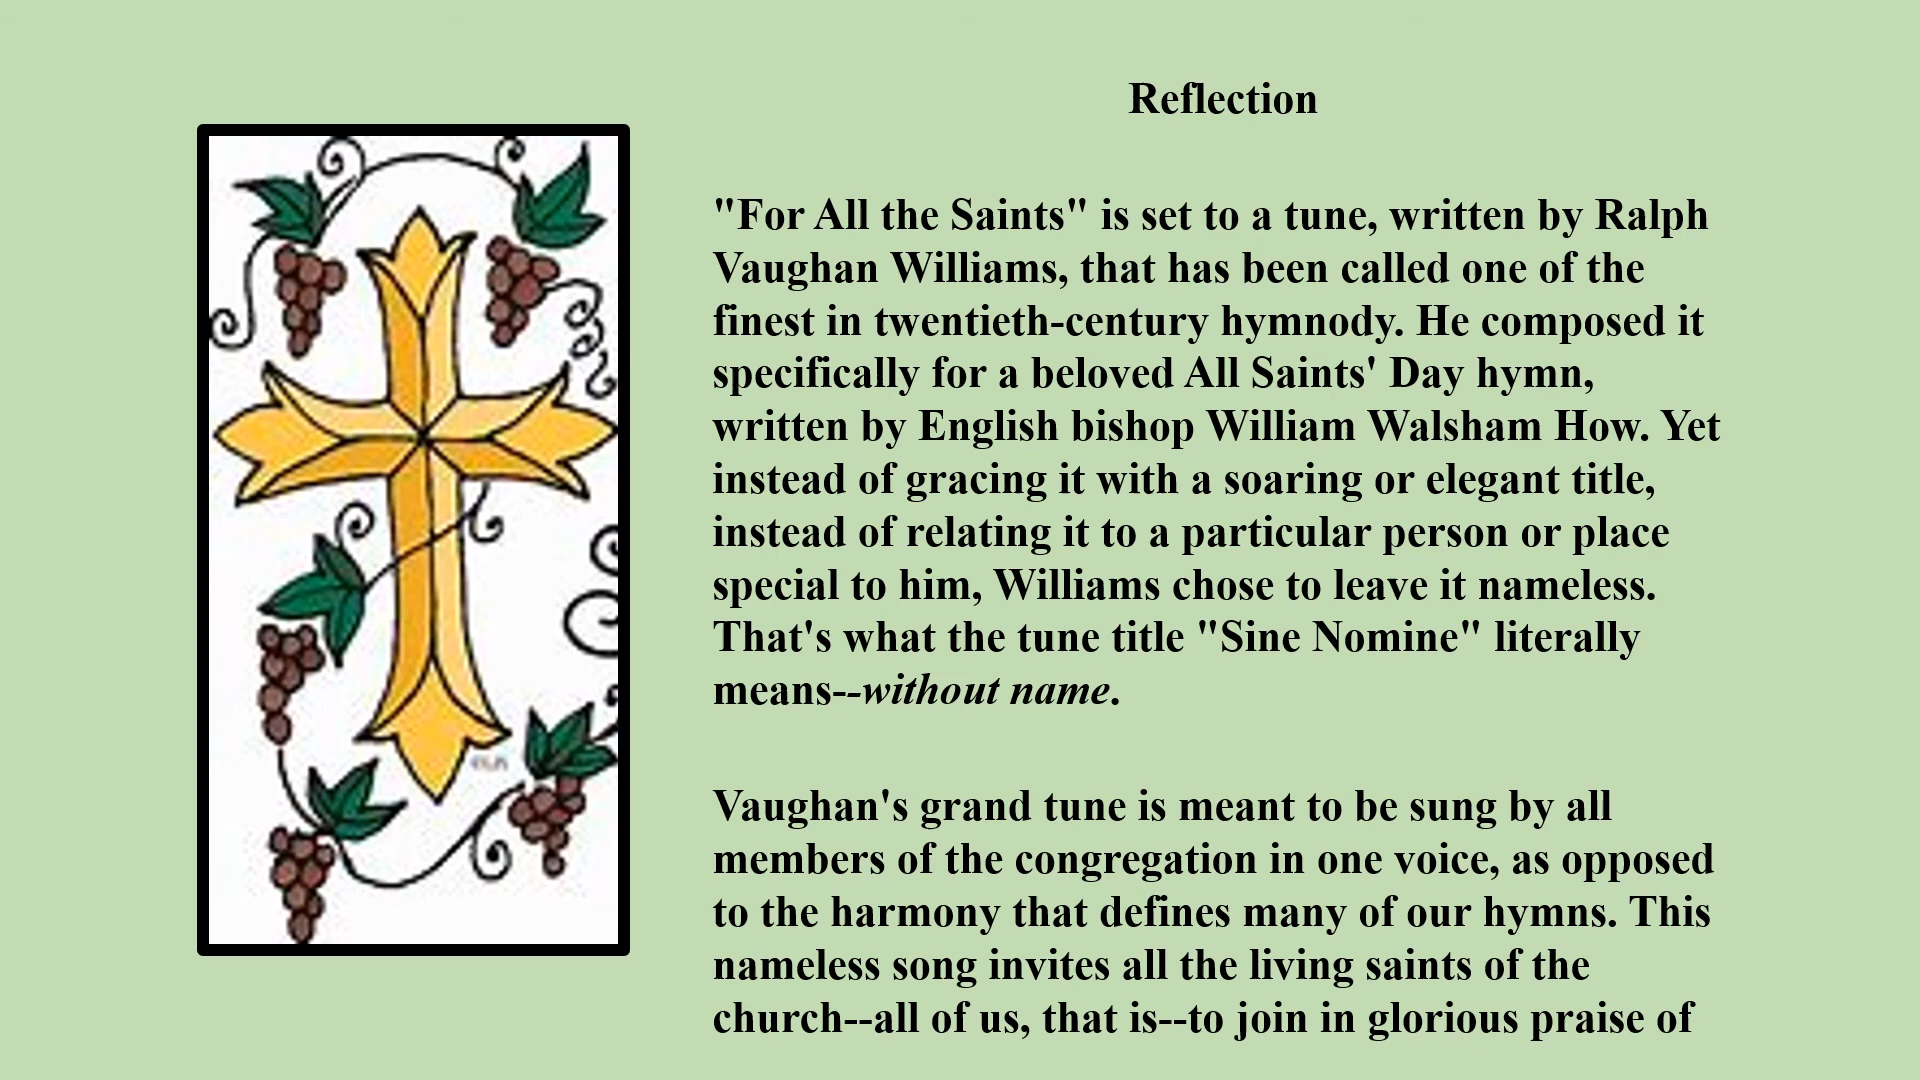 Reflection
"For All the Saints" is set to a tune, written by Ralph
Vaughan Williams, that has been called one of the
finest in twentieth-century hymnody. He composed it
specifically for a beloved All Saints' Day hymn,
written by English bishop William Walsham How. Yet
instead of gracing it with a soaring or elegant title,
instead of relating it to a particular person or place
special to him, Williams chose to leave it nameless.
That's what the tune title "Sine Nomine" literally
means--without name.
Vaughan's grand tune is meant to be sung by all
members of the congregation in one voice, as opposed
to the harmony that defines many of our hymns. This
nameless song invites all the living saints of the
church--all of us, that is--to join in glorious praise of